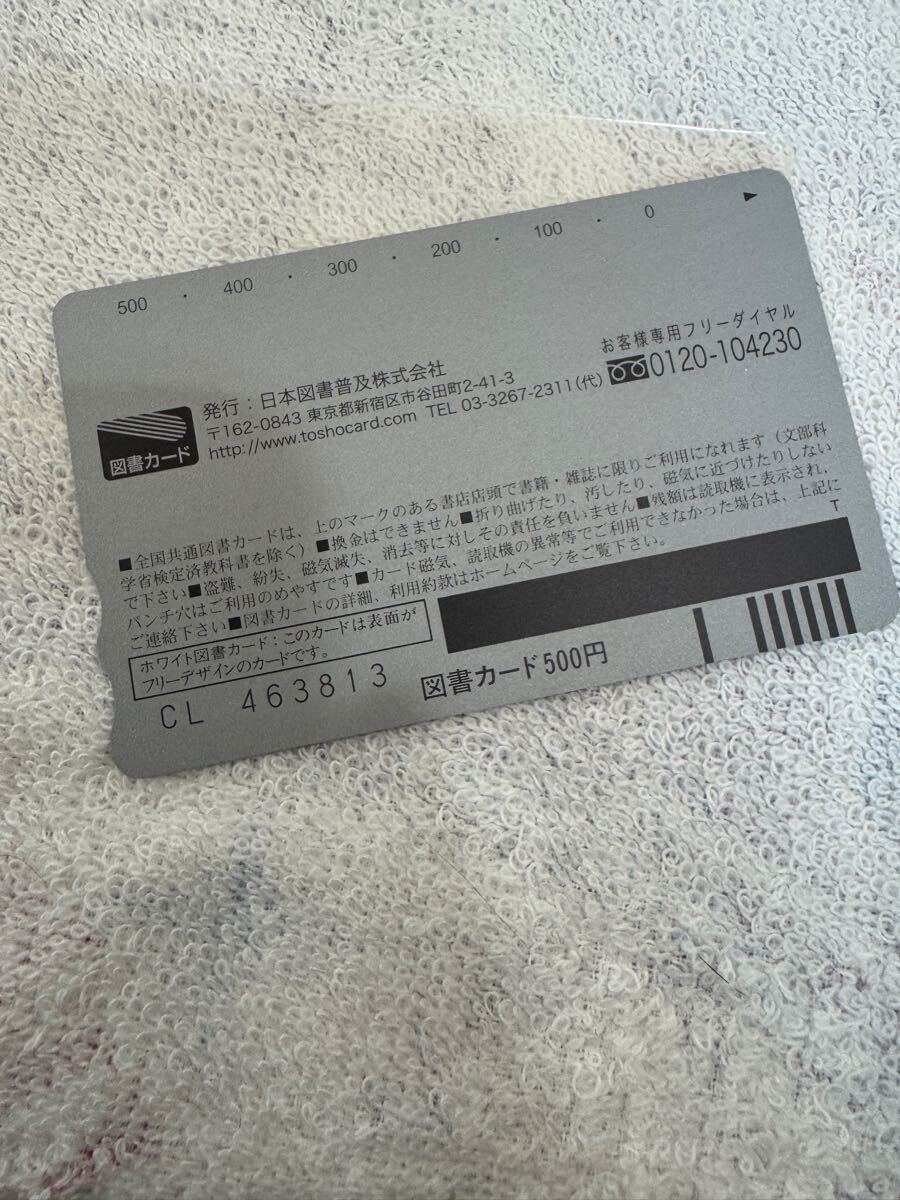 500 ・ 400 ・ 300 ・ 200 ・ 100 ・ 0 ▶
お客様専用フリーダイヤル
0120-104230
図書カード
発行：日本図書普及株式会社
〒162-0843 東京都新宿区市谷田町2-41-3
http://www.toshocard.com TEL 03-3267-2311(代)
■全国共通図書カードは、上のマークのある書店店頭で書籍・雑誌に限りご利用になれます（文部科
学省検定済教科書を除く）■換金はできません■折り曲げたり、汚したり、磁気に近づけたりしない
で下さい■盗難、紛失、磁気滅失、消去等に対しその責任を負いません■残額は読取機に表示され、
パンチ穴はご利用のめやすです■カード磁気、読取機の異常等でご利用できなかった場合は、上記に
ご連絡下さい■図書カードの詳細、利用約款はホームページをご覧下さい。
T
ホワイト図書カード：このカードは表面が
フリーデザインのカードです。
CL 463813
図書カード500円